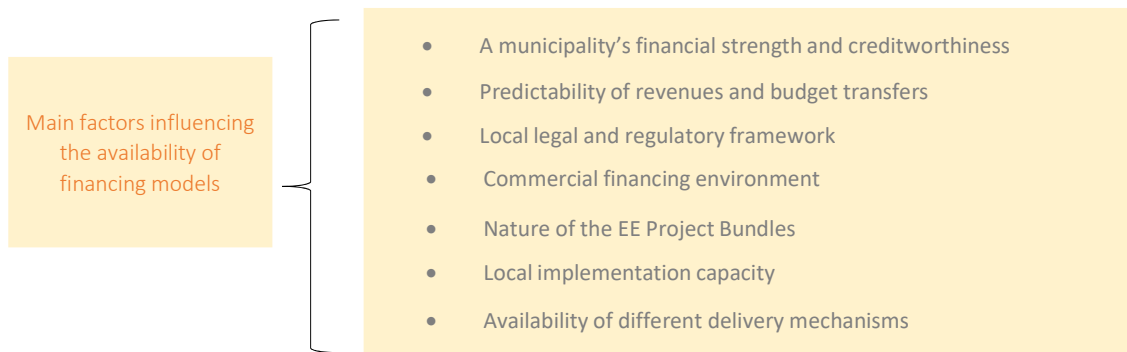 Main factors influencing
the availability of
financing models
• A municipality's financial strength and creditworthiness
• Predictability of revenues and budget transfers
• Local legal and regulatory framework
• Commercial financing environment
• Nature of the EE Project Bundles
• Local implementation capacity
• Availability of different delivery mechanisms